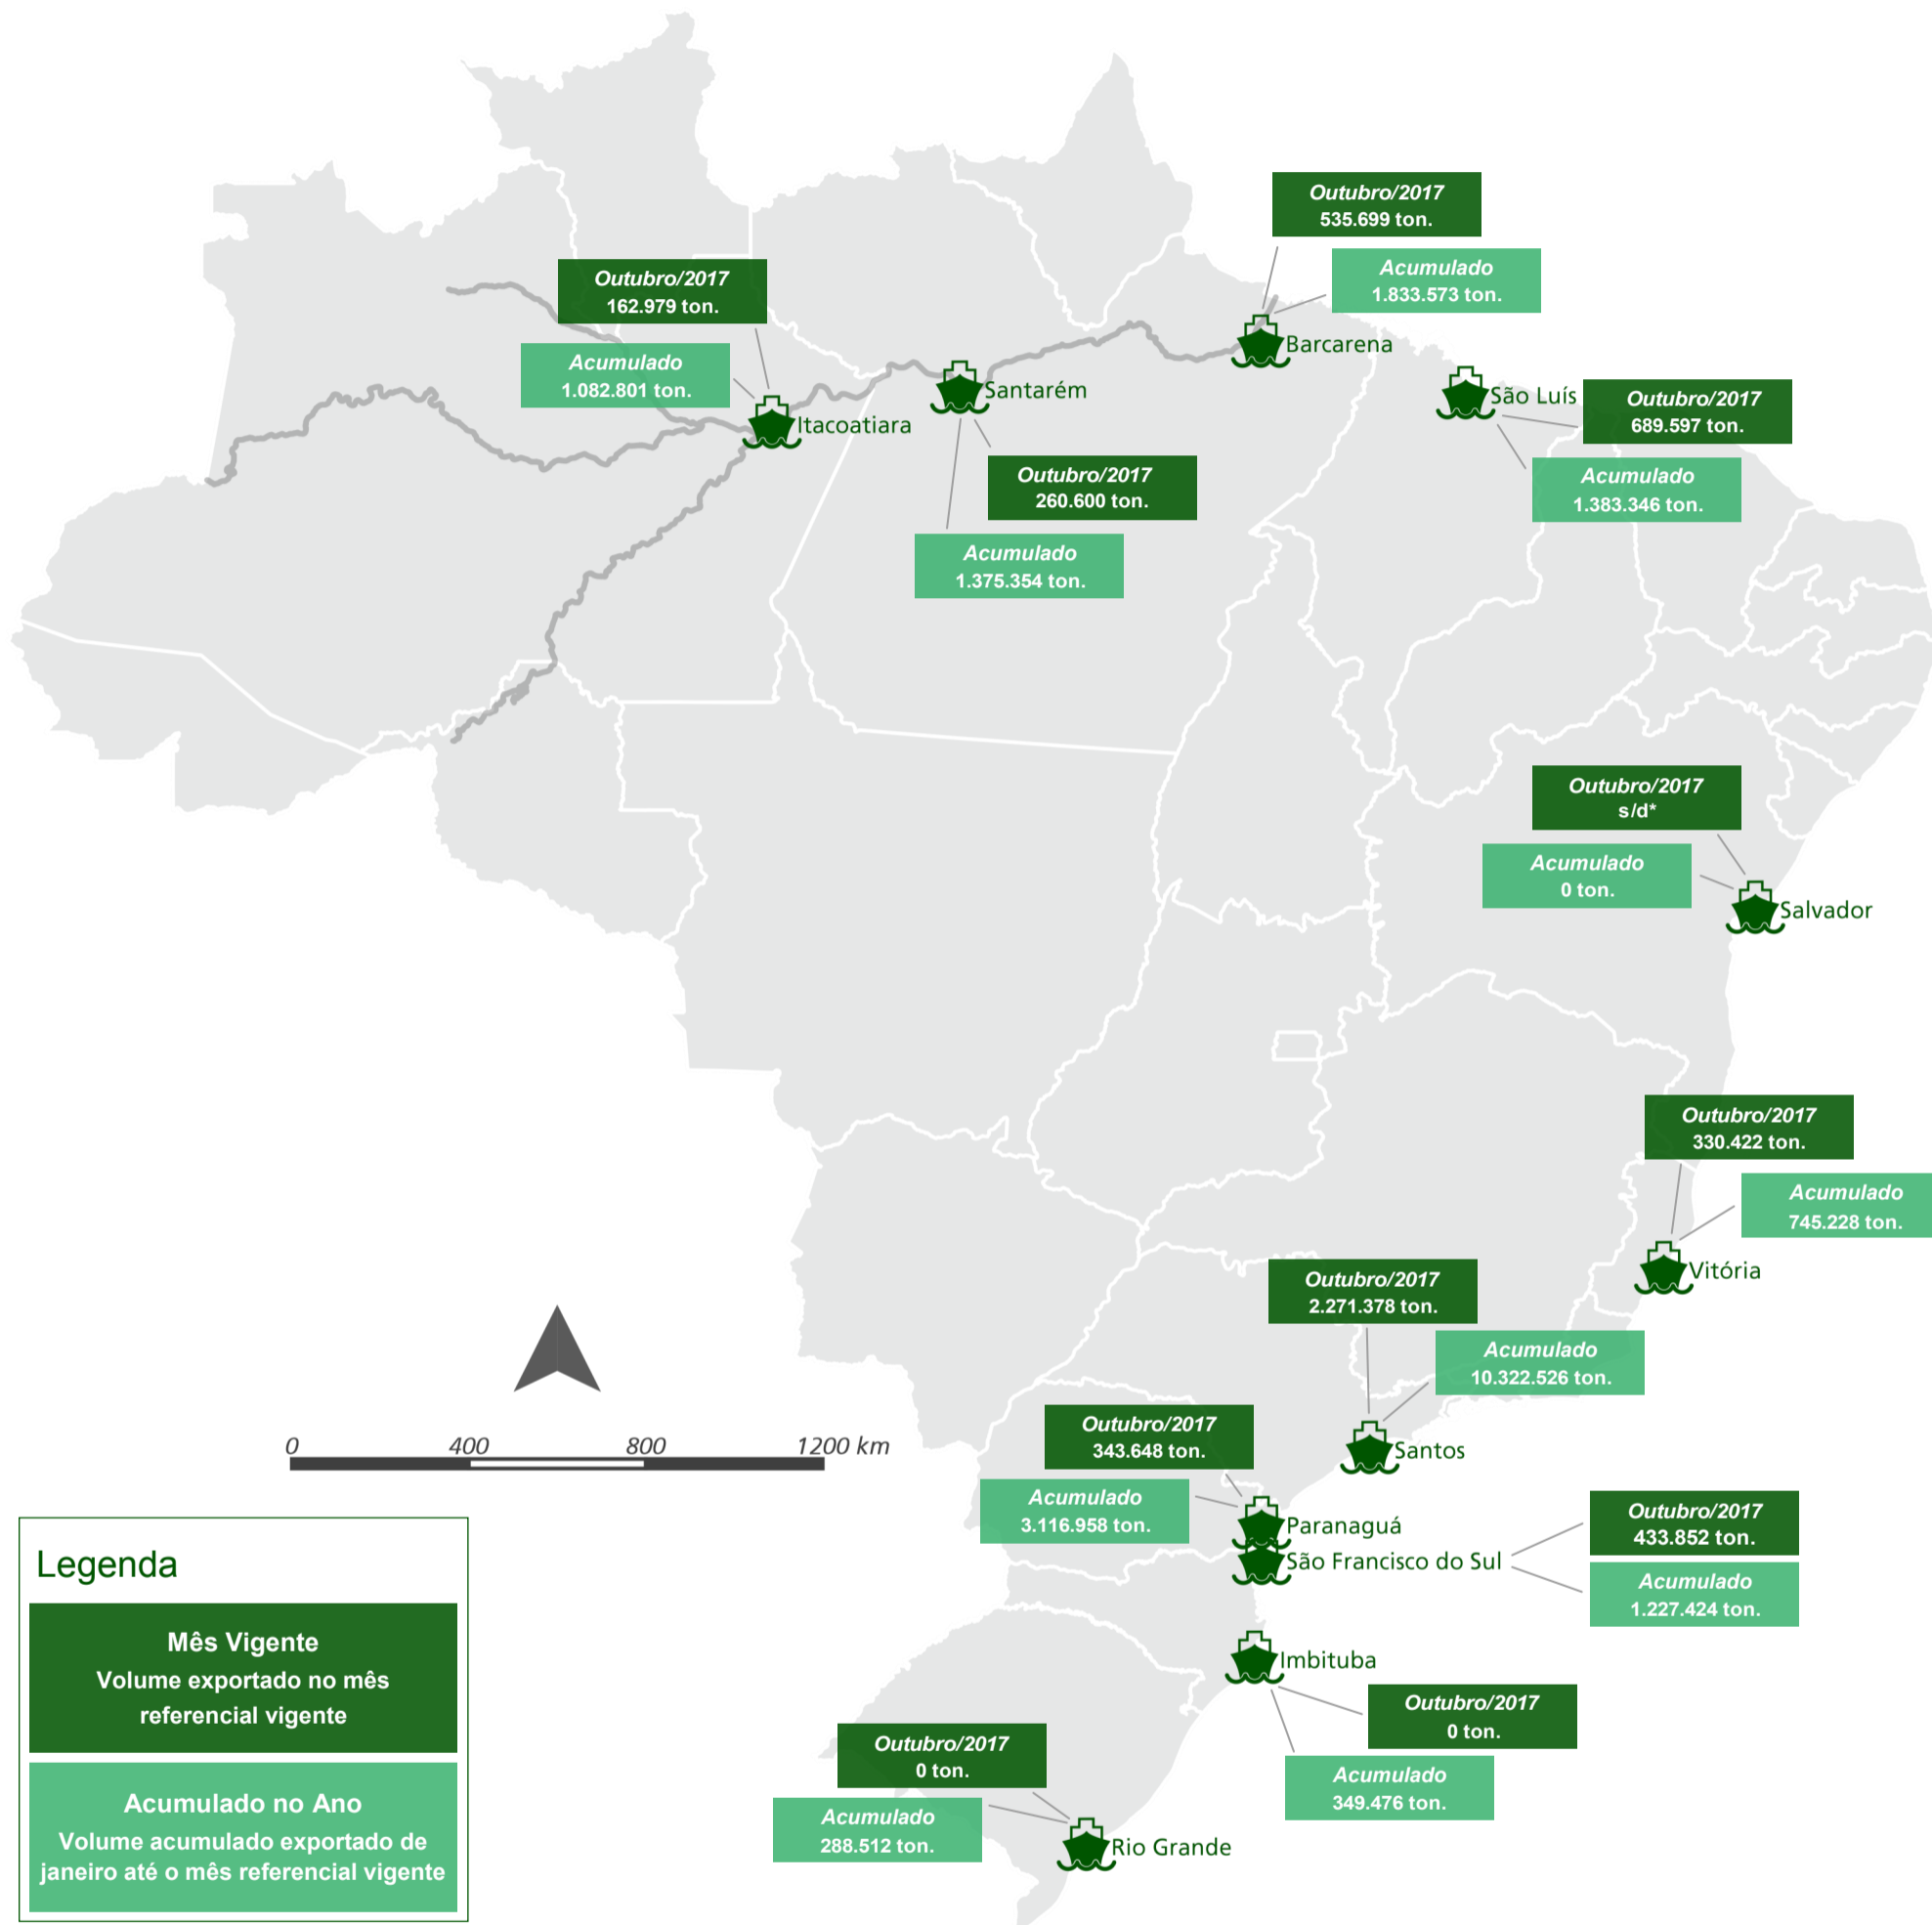 Outubro/2017
535.699 ton.
Acumulado
1.833.573 ton.
Barcarena
Outubro/2017
162.979 ton.
Acumulado
1.082.801 ton.
Itacoatiara
Santarém
Outubro/2017
260.600 ton.
Acumulado
1.375.354 ton.
São Luís
Outubro/2017
689.597 ton.
Acumulado
1.383.346 ton.
Outubro/2017
s/d*
Acumulado
0 ton.
Salvador
Outubro/2017
330.422 ton.
Acumulado
745.228 ton.
Vitória
Outubro/2017
2.271.378 ton.
Acumulado
10.322.526 ton.
Santos
Outubro/2017
343.648 ton.
Acumulado
3.116.958 ton.
Paranaguá
São Francisco do Sul
Outubro/2017
433.852 ton.
Acumulado
1.227.424 ton.
Imbituba
Outubro/2017
0 ton.
Acumulado
349.476 ton.
Outubro/2017
0 ton.
Acumulado
288.512 ton.
Rio Grande
0 400 800 1200 km
Legenda
Mês Vigente
Volume exportado no mês
referencial vigente
Acumulado no Ano
Volume acumulado exportado de
janeiro até o mês referencial vigente